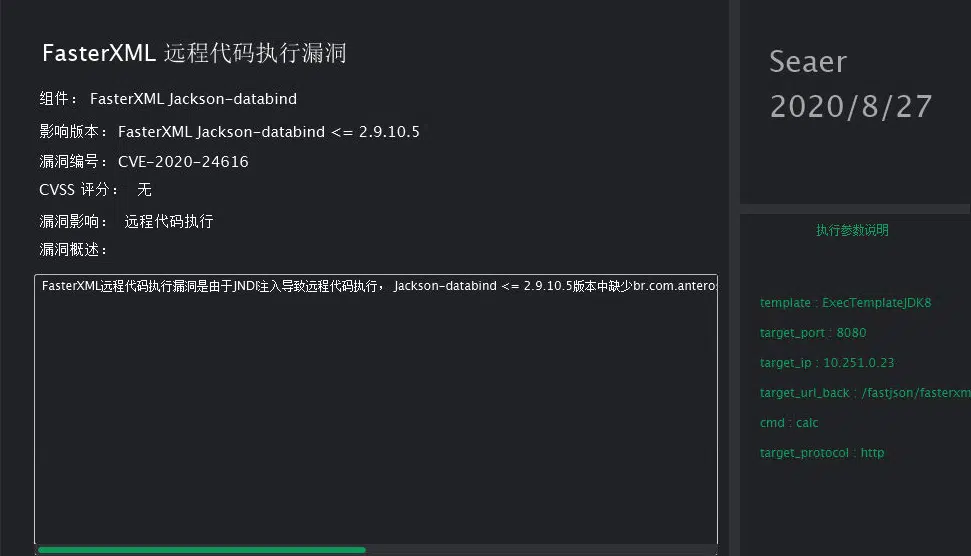 FasterXML 远程代码执行漏洞
组件： FasterXML Jackson-databind
影响版本： FasterXML Jackson-databind <= 2.9.10.5
漏洞编号： CVE-2020-24616
CVSS 评分： 无
漏洞影响： 远程代码执行
漏洞概述：
FasterXML远程代码执行漏洞是由于JNDI注入导致远程代码执行， Jackson-databind <= 2.9.10.5版本中缺少br.com.anteros
Seaer
2020/8/27
执行参数说明
template : ExecTemplateJDK8
target_port : 8080
target_ip : 10.251.0.23
target_url_back : /fastjson/fasterxm
cmd : calc
target_protocol : http